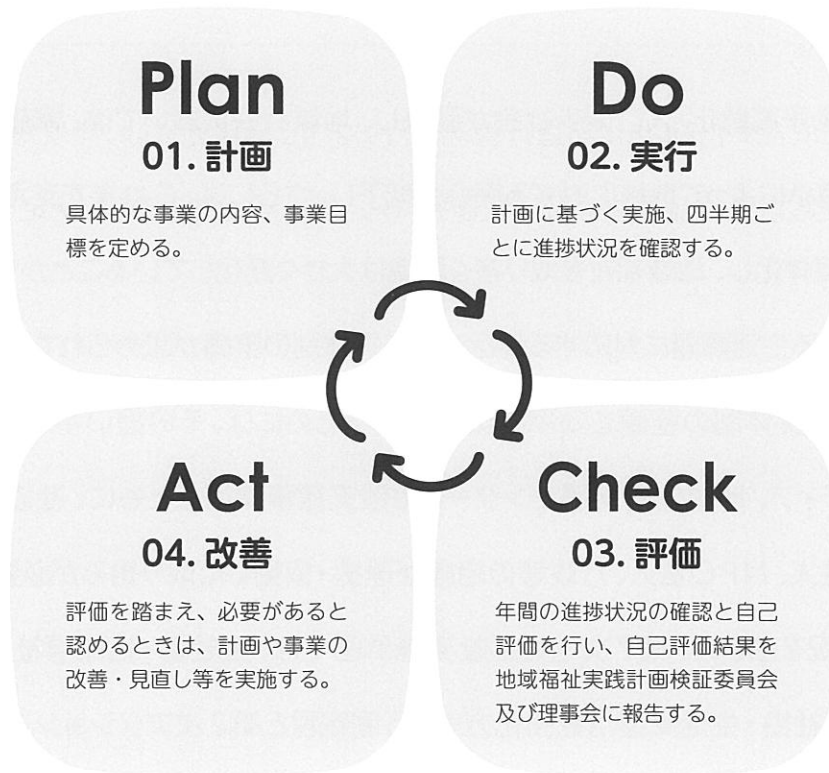 Plan
01. 計画
具体的な事業の内容、事業目
標を定める。
Do
02. 実行
計画に基づく実施、四半期ご
とに進捗状況を確認する。
Act
04. 改善
評価を踏まえ、必要があると
認めるときは、計画や事業の
改善・見直し等を実施する。
Check
03. 評価
年間の進捗状況の確認と自己
評価を行い、自己評価結果を
地域福祉実践計画検証委員会
及び理事会に報告する。